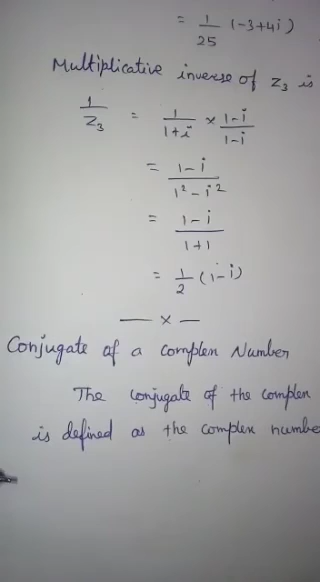 = 1/25 (-3+4i)
Multiplicative inverse of z₃ is
1/z₃ = 1/1+i × 1-i/1-i
= 1-i/1²-i²
= 1-i/1+1
= 1/2 (1-i)
— × —
Conjugate of a Complex Number
The conjugate of the complex
is defined as the complex numbe